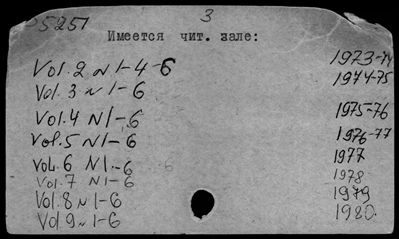 P5251
3
Имеется чит. зале:
Vol. 2 N 1-4-6 1973-74
Vol. 3 N 1-6 1974-75
Vol. 4 N 1-6 1975-76
Vol. 5 N 1-6 1976-77
Vol. 6 N 1-6 1977
Vol. 7 N 1-6 1978
Vol. 8 N 1-6 1979
Vol. 9 N 1-6 1980